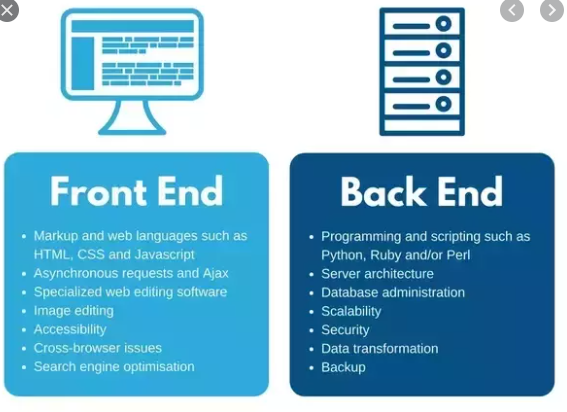 Front End
• Markup and web languages such as
HTML, CSS and Javascript
• Asynchronous requests and Ajax
• Specialized web editing software
• Image editing
• Accessibility
• Cross-browser issues
• Search engine optimisation
Back End
• Programming and scripting such as
Python, Ruby and/or Perl
• Server architecture
• Database administration
• Scalability
• Security
• Data transformation
• Backup